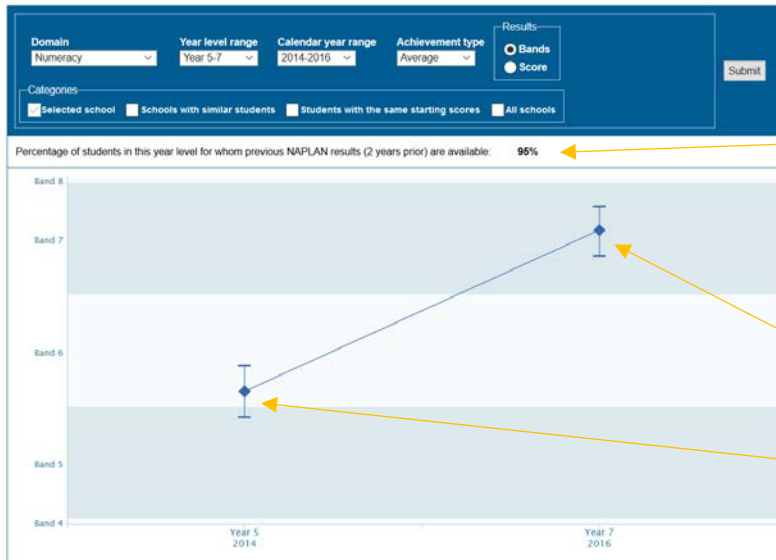 Results
Domain Year level range Calendar year range Achievement type
Numeracy Year 5-7 2014-2016 Average
Bands
Score
Submit
Categories
Selected school Schools with similar students Students with the same starting scores All schools
Percentage of students in this year level for whom previous NAPLAN results (2 years prior) are available: 95%
Band 8
Band 7
Band 6
Band 5
Band 4
Year 5 Year 7
2014 2016